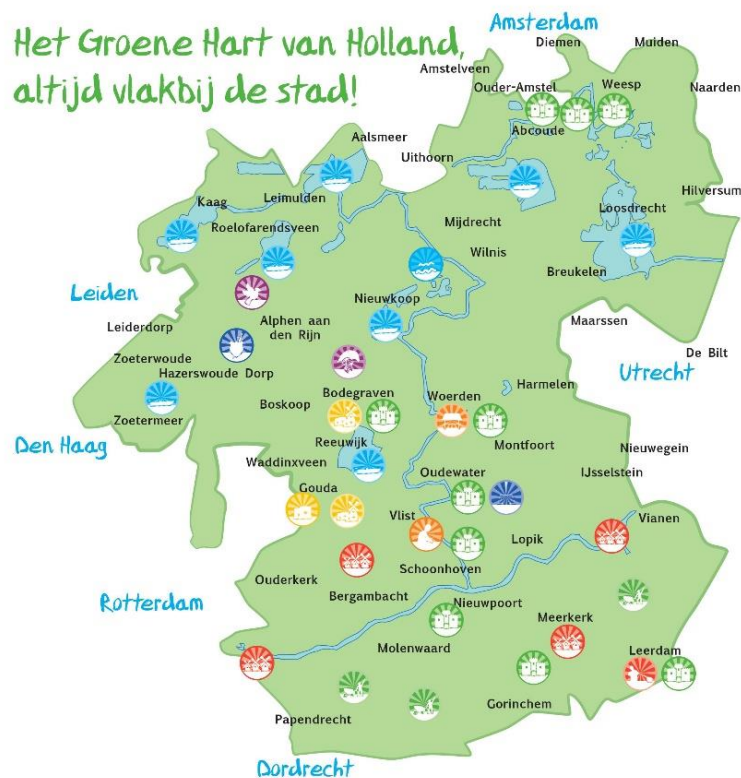 Het Groene Hart van Holland,
altijd vlakbij de stad!
Amsterdam
Diemen
Muiden
Amstelveen
Ouder-Amstel
Weesp
Naarden
Abcoude
Aalsmeer
Uithoorn
Hilversum
Kaag
Leimuiden
Loosdrecht
Roelofarendsveen
Mijdrecht
Wilnis
Breukelen
Leiden
Nieuwkoop
Leiderdorp
Alphen aan
den Rijn
Maarssen
De Bilt
Zoeterwoude
Hazerswoude Dorp
Utrecht
Harmelen
Bodegraven
Woerden
Boskoop
Zoetermeer
Den Haag
Reeuwijk
Montfoort
Nieuwegein
Waddinxveen
Oudewater
IJsselstein
Gouda
Vlist
Vianen
Lopik
Schoonhoven
Ouderkerk
Bergambacht
Nieuwpoort
Rotterdam
Meerkerk
Molenwaard
Leerdam
Gorinchem
Papendrecht
Dordrecht